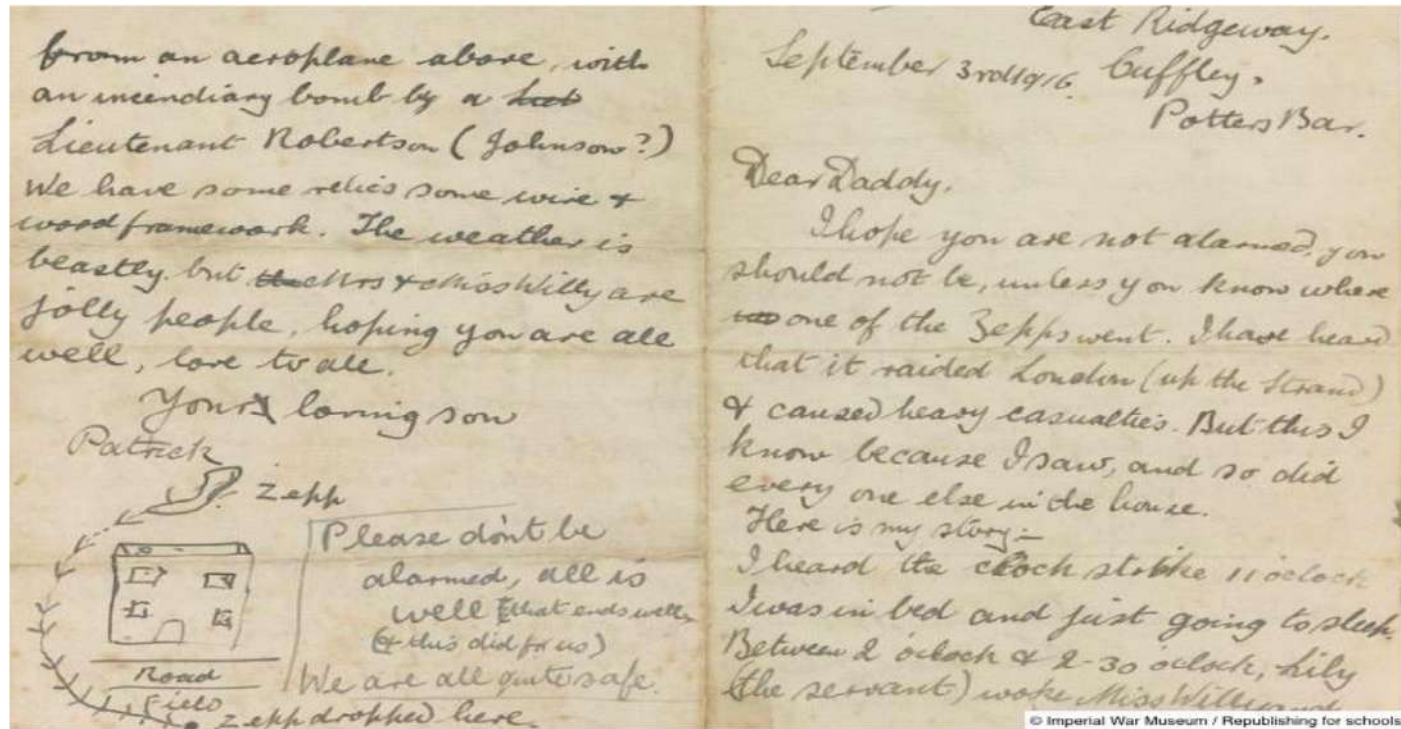 East Ridgeway.
September 3rd 1916. Cuffley,
Potters Bar.
Dear Daddy.
I hope you are not alarmed, you
should not be, unless you know where
one of the Zepps went. I have heard
that it raided London (up the Strand)
& caused heavy casualties. But this I
know because I saw, and so did
every one else in the house.
Here is my story:—
I heard the clock strike 11 o'clock
I was in bed and just going to sleep.
Between 2 o'clock & 2-30 o'clock, Lily
(the servant) woke Miss Willy and
from an aeroplane above, with
an incendiary bomb by a
Lieutenant Robertson (Johnson?)
We have some relics some wire &
wood framework. The weather is
beastly. but Mrs & Miss Willy are
jolly people, hoping you are all
well, love to all.
Your loving son
Patrick
Zepp
Please don't be
alarmed, all is
well that ends well
(& this did for us)
We are all quite safe.
Road
Field
Zepp dropped here.
© Imperial War Museum / Republishing for schools